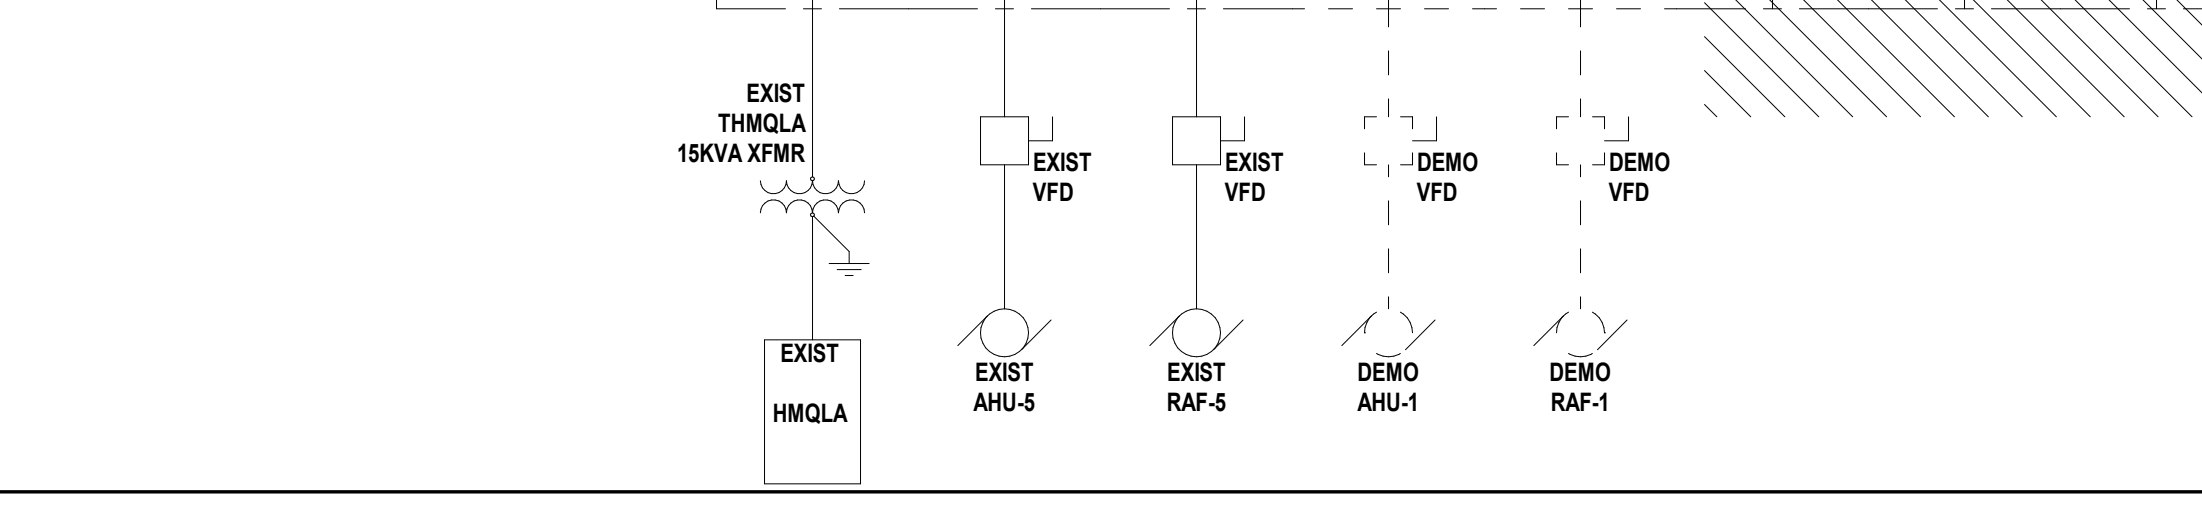 EXIST
THMQLA
15KVA XFMR
EXIST
VFD
EXIST
VFD
DEMO
VFD
DEMO
VFD
EXIST
HMQLA
EXIST
AHU-5
EXIST
RAF-5
DEMO
AHU-1
DEMO
RAF-1